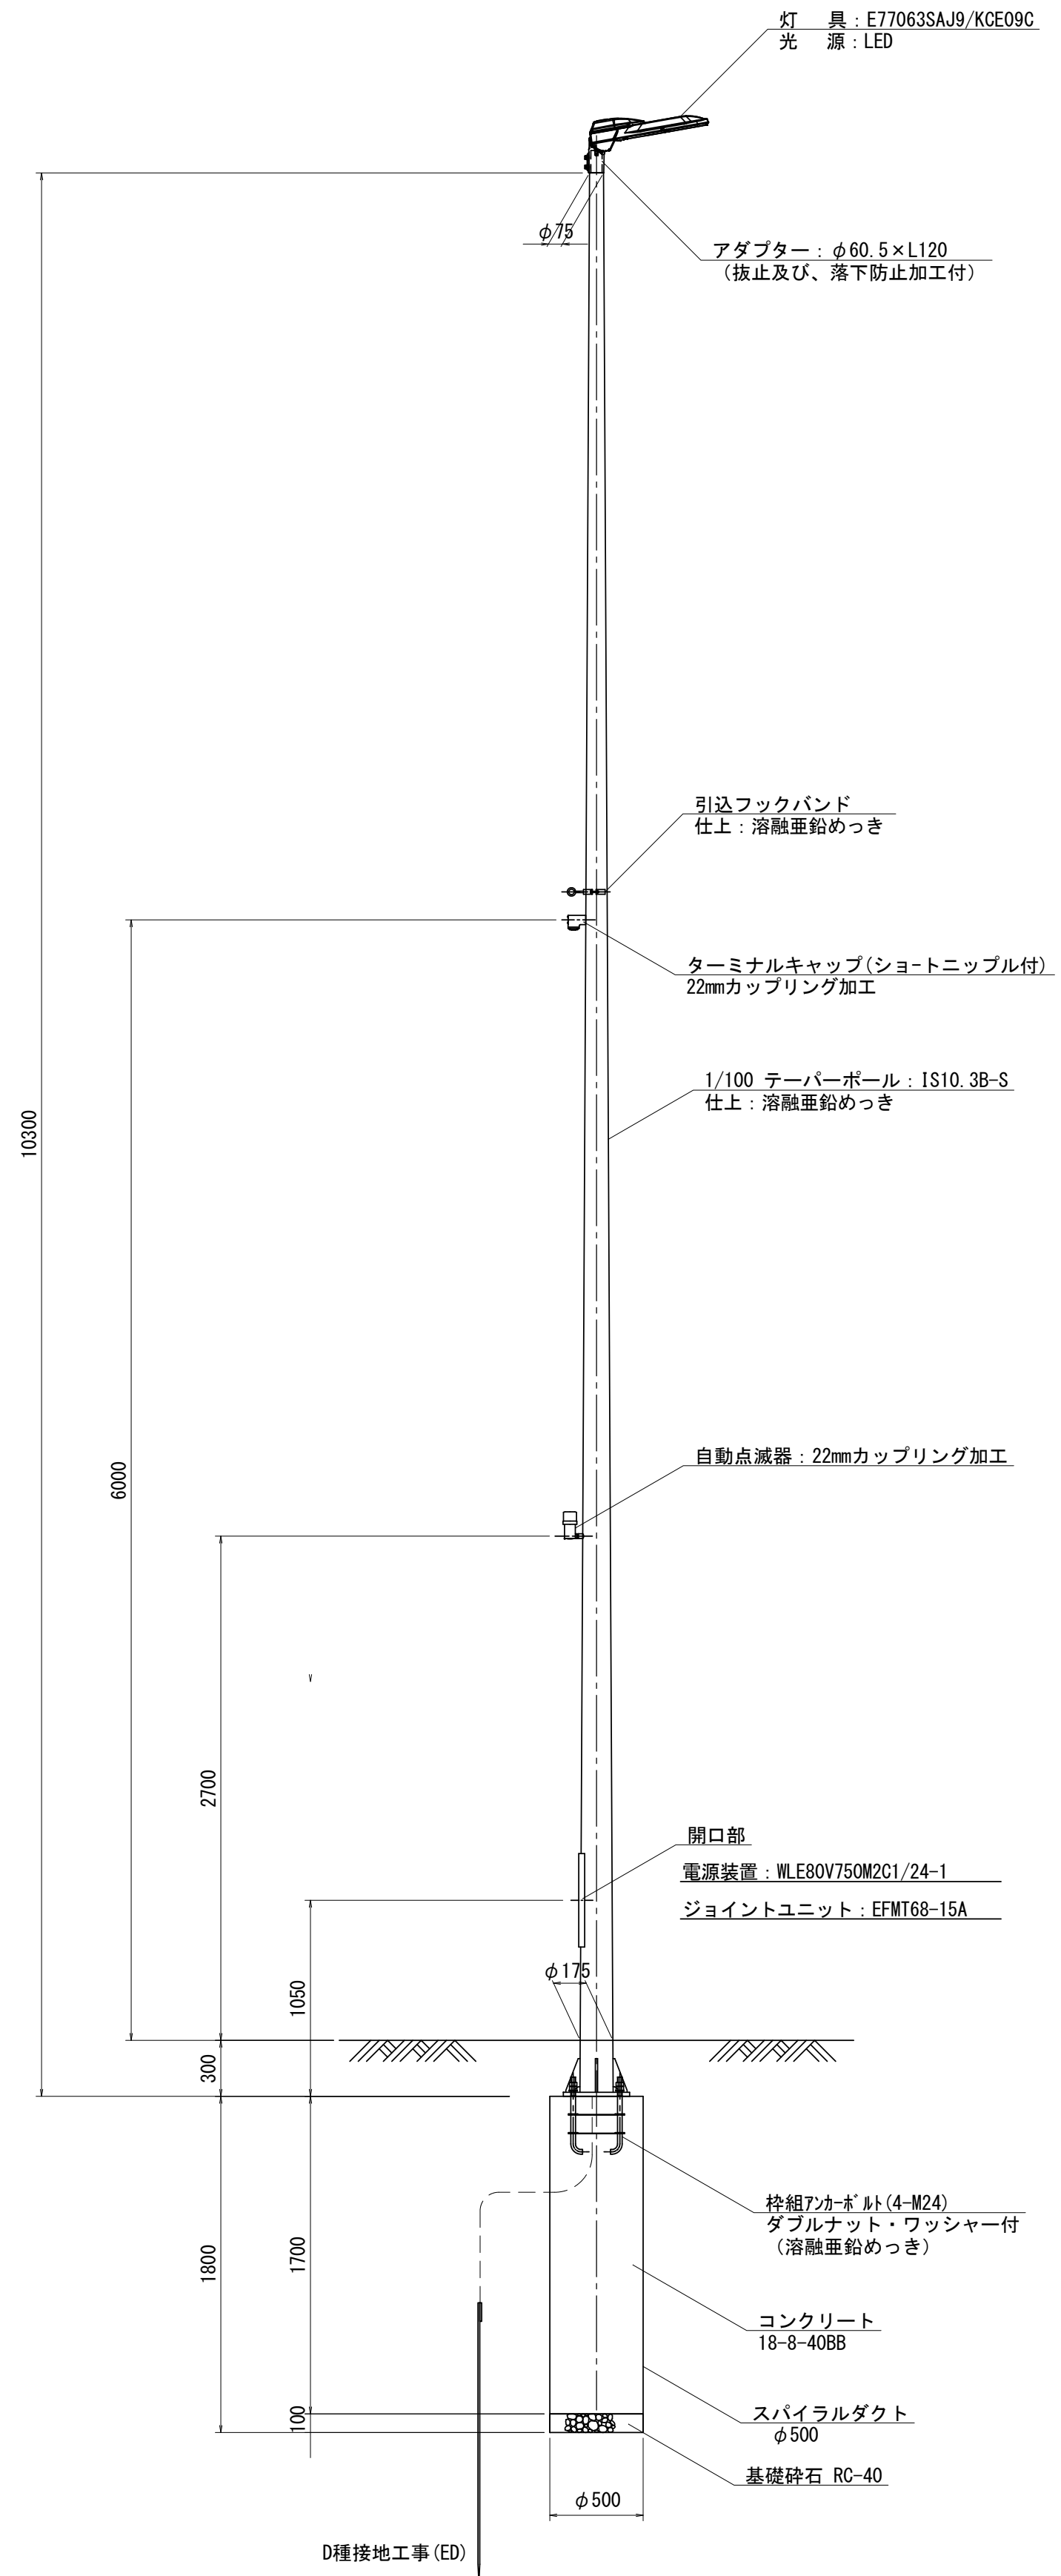 灯　具：E77063SAJ9/KCE09C
光　源：LED
φ75
アダプター：φ60.5×L120
（抜止及び、落下防止加工付）
引込フックバンド
仕上：溶融亜鉛めっき
ターミナルキャップ(ショートニップル付)
22mmカップリング加工
1/100 テーパーポール：IS10.3B-S
仕上：溶融亜鉛めっき
10300
6000
自動点滅器：22mmカップリング加工
2700
開口部
電源装置：WLE80V750M2C1/24-1
ジョイントユニット：EFMT68-15A
φ175
1050
300
枠組アンカーボルト(4-M24)
ダブルナット・ワッシャー付
（溶融亜鉛めっき）
1800
1700
コンクリート
18-8-40BB
スパイラルダクト
φ500
100
基礎砕石 RC-40
φ500
D種接地工事(ED)